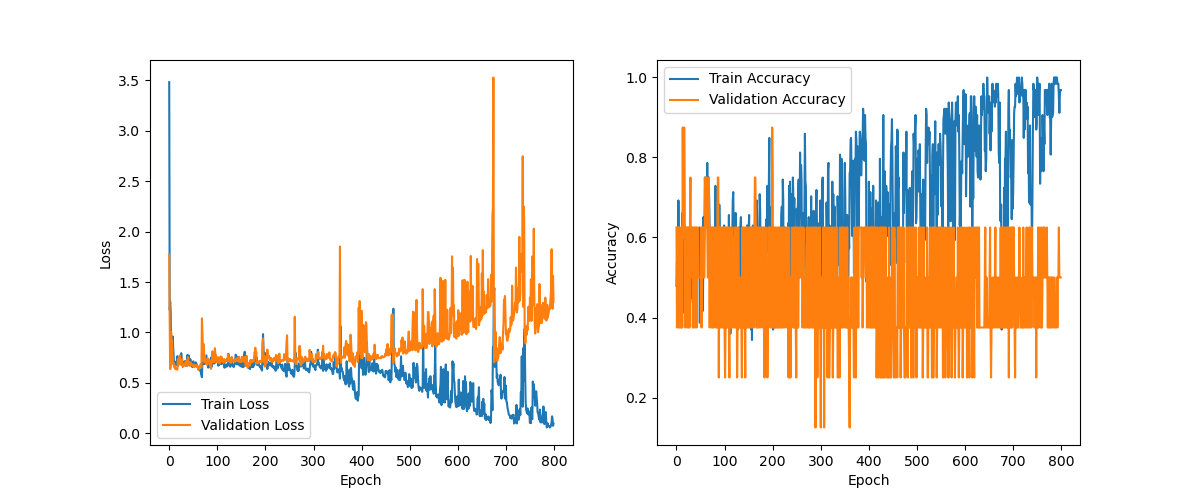 3.5
3.0
2.5
2.0
1.5
1.0
0.5
0.0
Loss
Train Loss
Validation Loss
0 100 200 300 400 500 600 700 800
Epoch
1.0
0.8
0.6
0.4
0.2
Accuracy
Train Accuracy
Validation Accuracy
0 100 200 300 400 500 600 700 800
Epoch